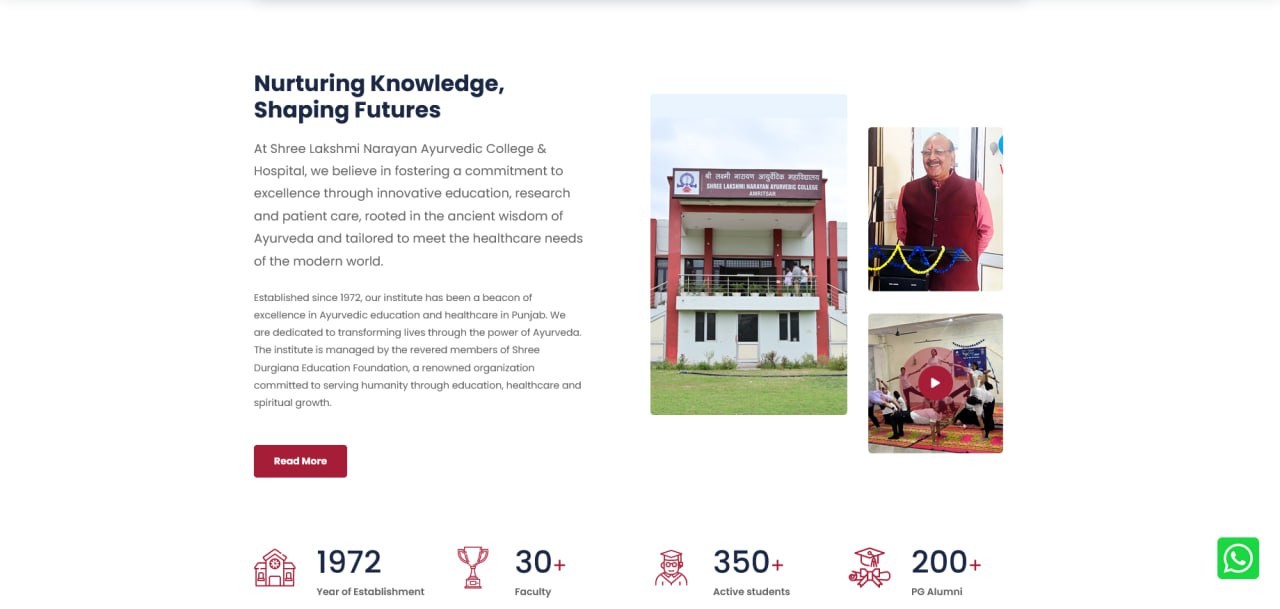 Nurturing Knowledge,
Shaping Futures
At Shree Lakshmi Narayan Ayurvedic College &
Hospital, we believe in fostering a commitment to
excellence through innovative education, research
and patient care, rooted in the ancient wisdom of
Ayurveda and tailored to meet the healthcare needs
of the modern world.
Established since 1972, our institute has been a beacon of
excellence in Ayurvedic education and healthcare in Punjab. We
are dedicated to transforming lives through the power of Ayurveda.
The institute is managed by the revered members of Shree
Durgiana Education Foundation, a renowned organization
committed to serving humanity through education, healthcare and
spiritual growth.
Read More
श्री लक्ष्मी नारायण आयुर्वेदिक महाविद्यालय
SHREE LAKSHMI NARAYAN AYURVEDIC COLLEGE
AMRITSAR
1972
Year of Establishment
30+
Faculty
350+
Active students
200+
PG Alumni